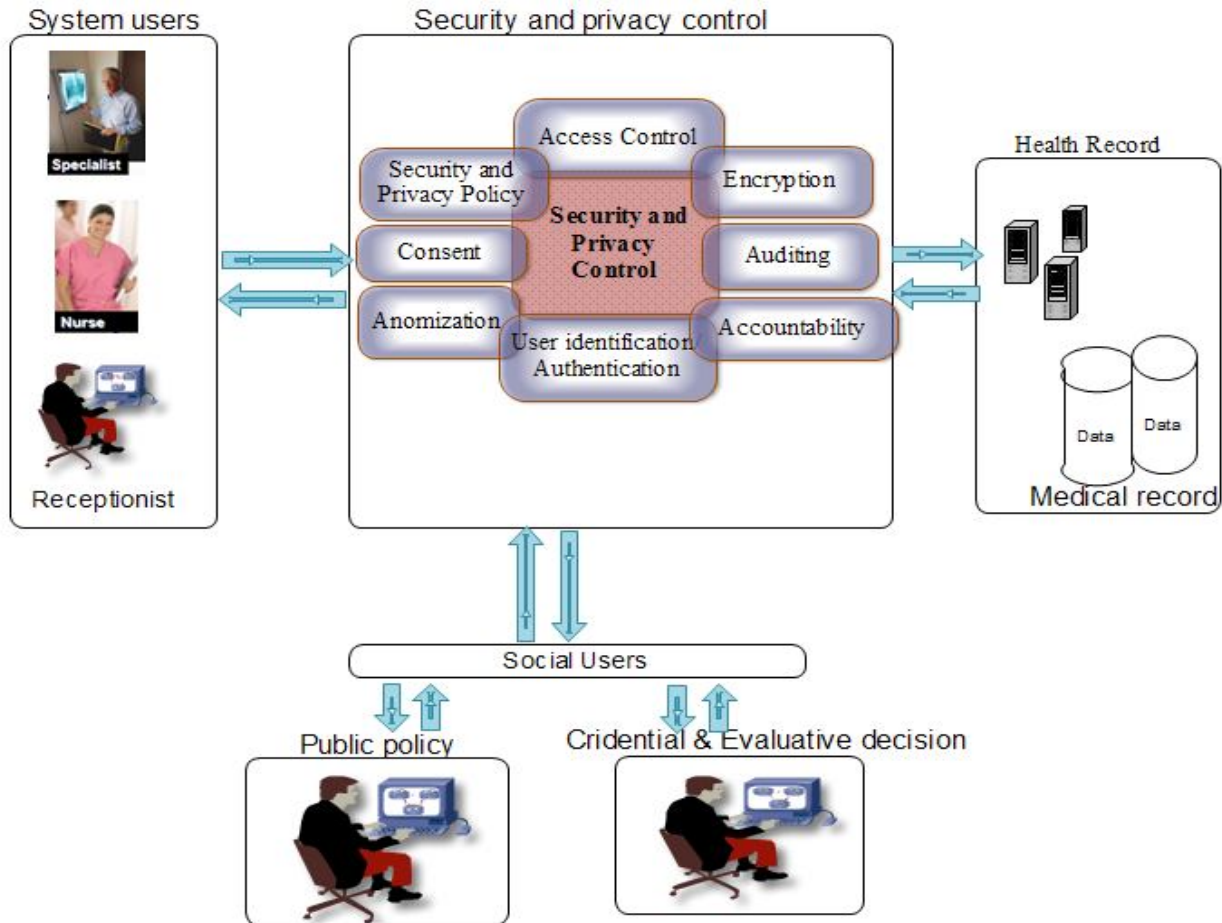 System users
Security and privacy control
Specialist
Nurse
Receptionist
Access Control
Security and
Privacy Policy
Encryption
Security and
Privacy
Control
Consent
Auditing
Anomization
Accountability
User identification/
Authentication
Health Record
Data
Data
Medical record
Social Users
Public policy
Cridential & Evaluative decision